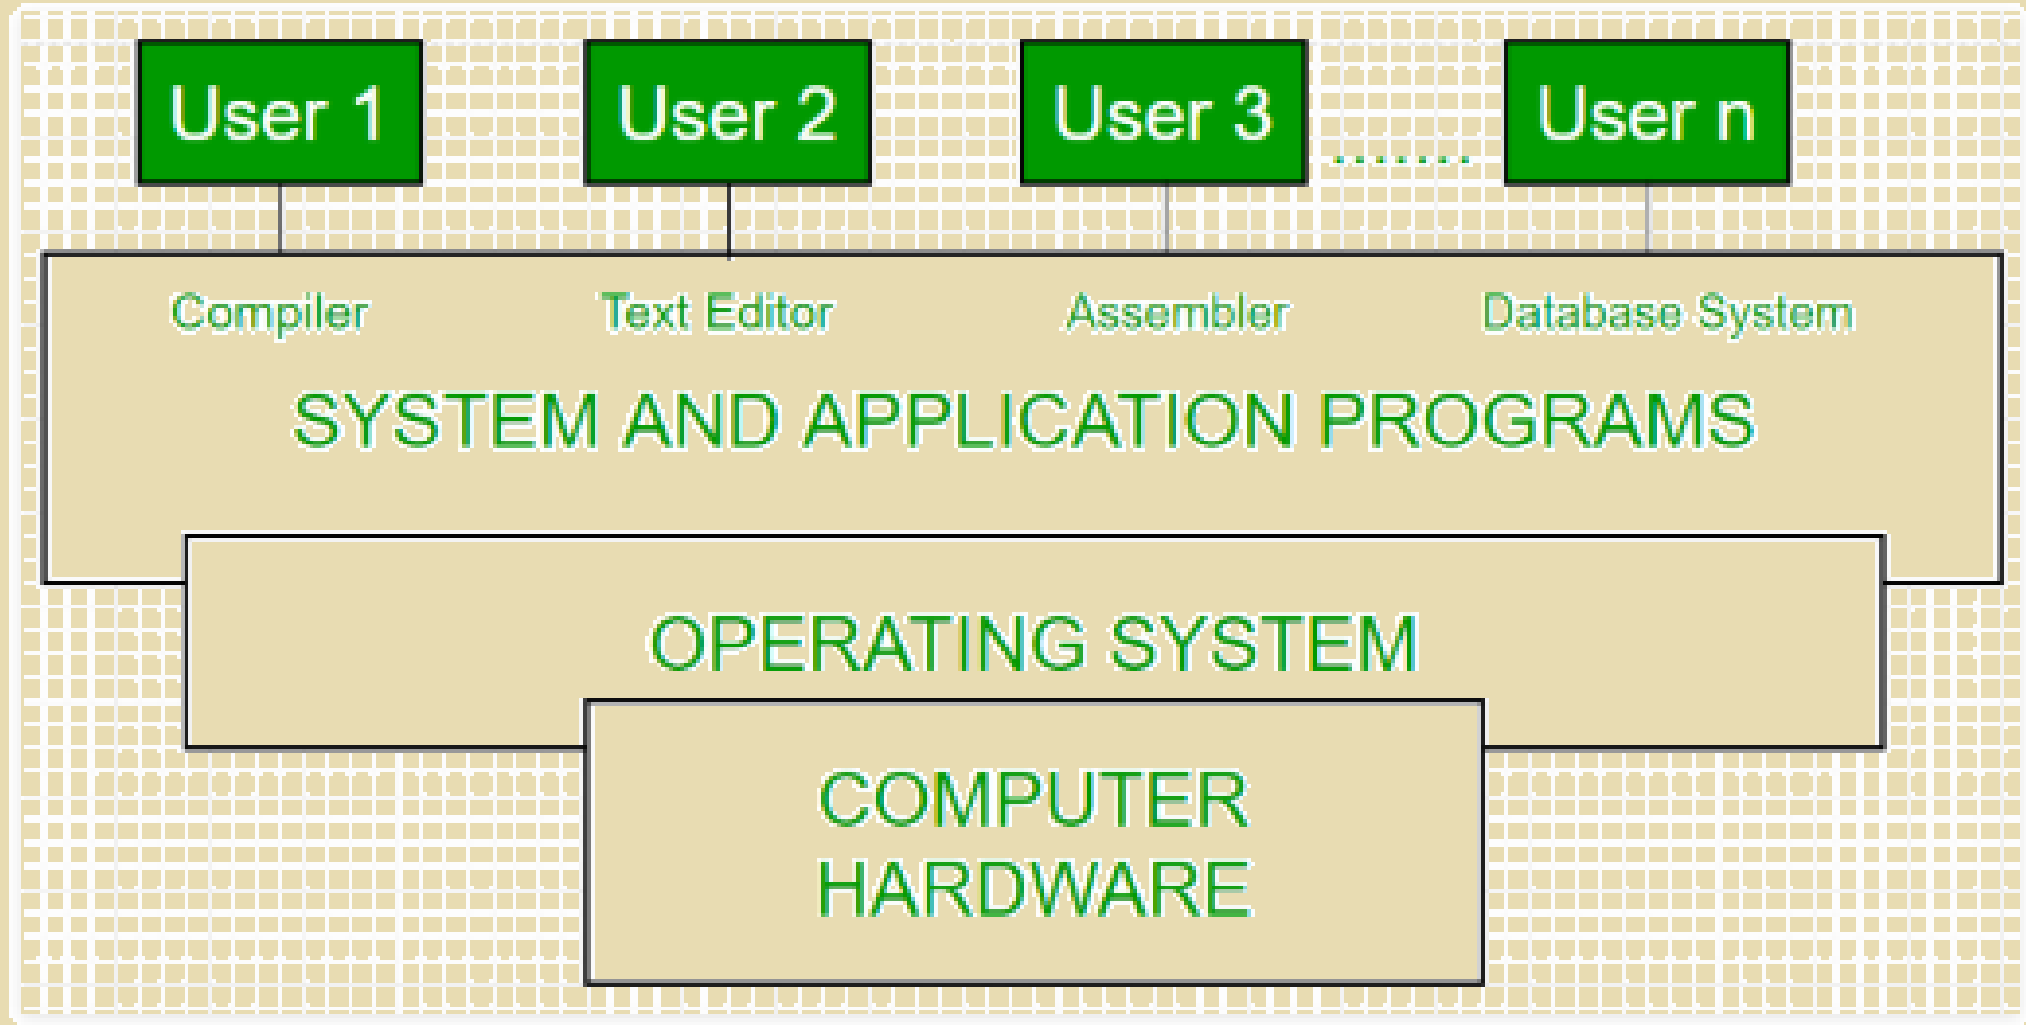 User 1 User 2 User 3 ....... User n
Compiler Text Editor Assembler Database System
SYSTEM AND APPLICATION PROGRAMS
OPERATING SYSTEM
COMPUTER
HARDWARE